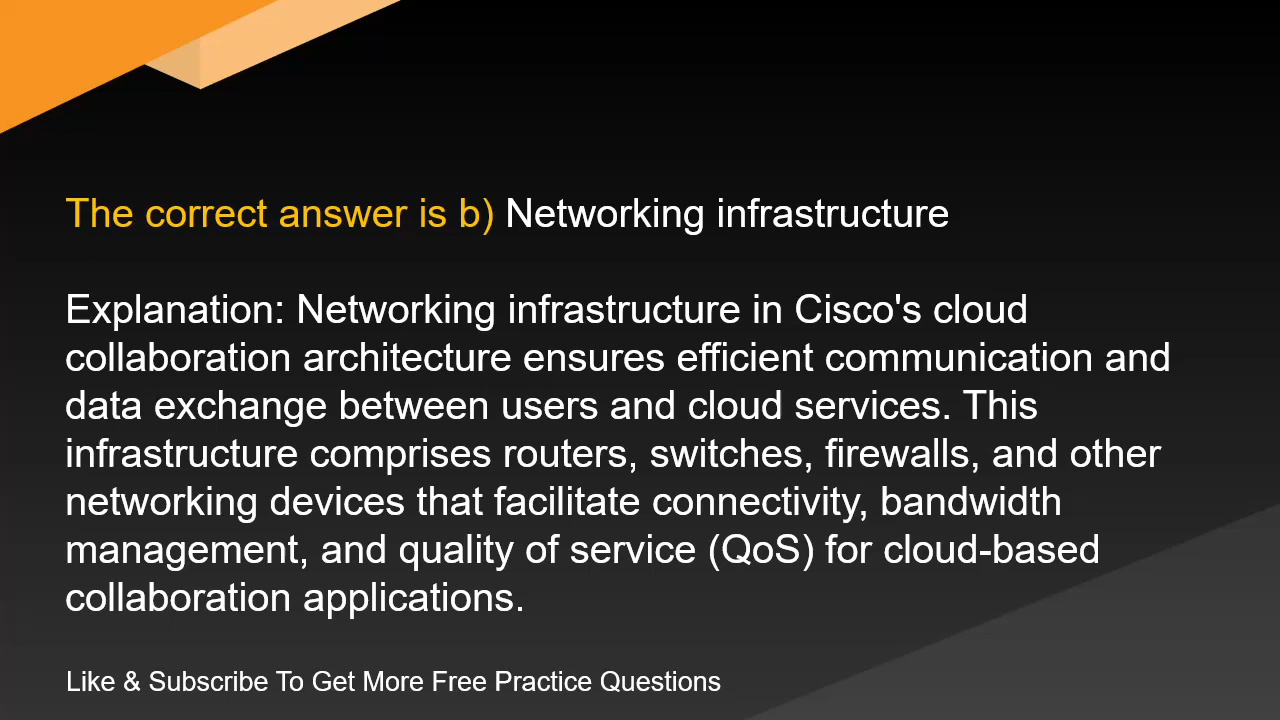 The correct answer is b) Networking infrastructure
Explanation: Networking infrastructure in Cisco's cloud
collaboration architecture ensures efficient communication and
data exchange between users and cloud services. This
infrastructure comprises routers, switches, firewalls, and other
networking devices that facilitate connectivity, bandwidth
management, and quality of service (QoS) for cloud-based
collaboration applications.
Like & Subscribe To Get More Free Practice Questions